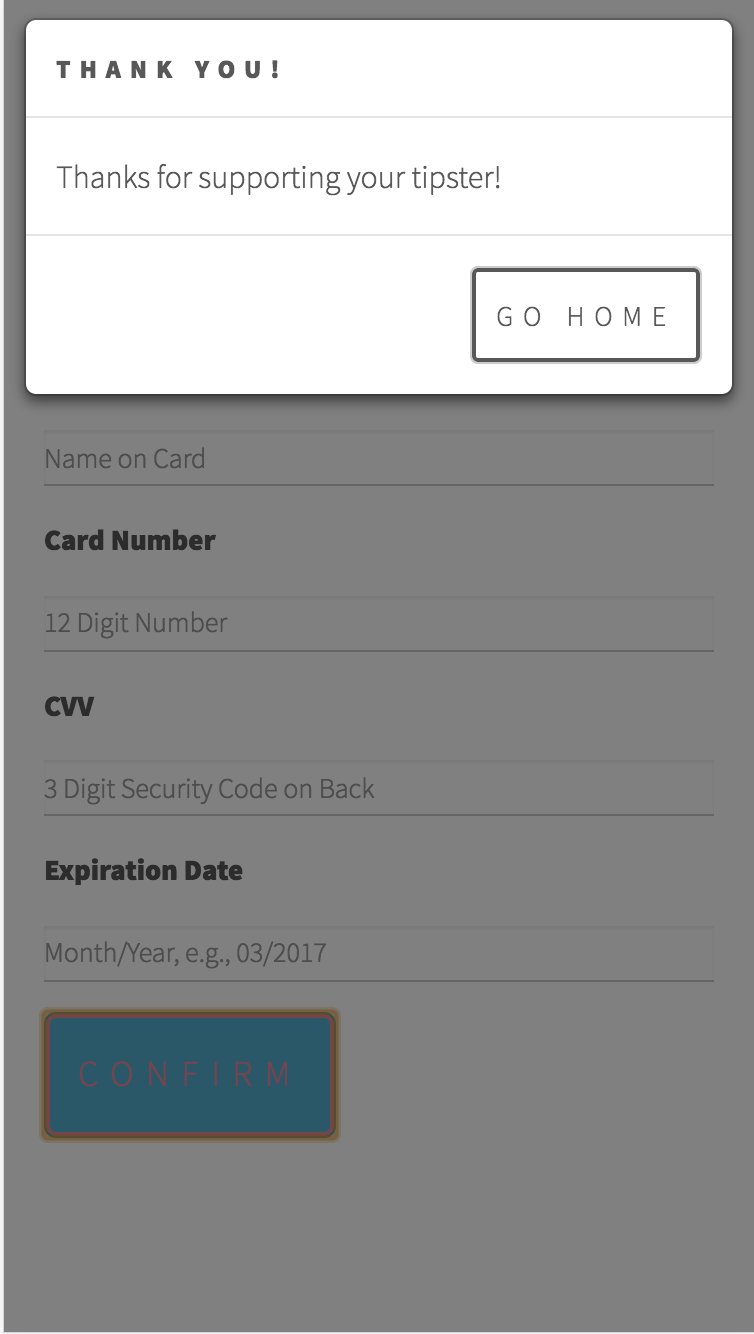 THANK YOU!
Thanks for supporting your tipster!
GO HOME
Name on Card
Card Number
12 Digit Number
CVV
3 Digit Security Code on Back
Expiration Date
Month/Year, e.g., 03/2017
CONFIRM